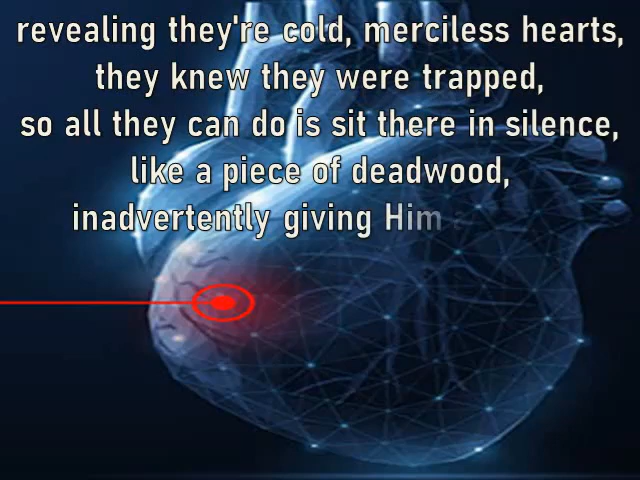 revealing they're cold, merciless hearts,
they knew they were trapped,
so all they can do is sit there in silence,
like a piece of deadwood,
inadvertently giving Him